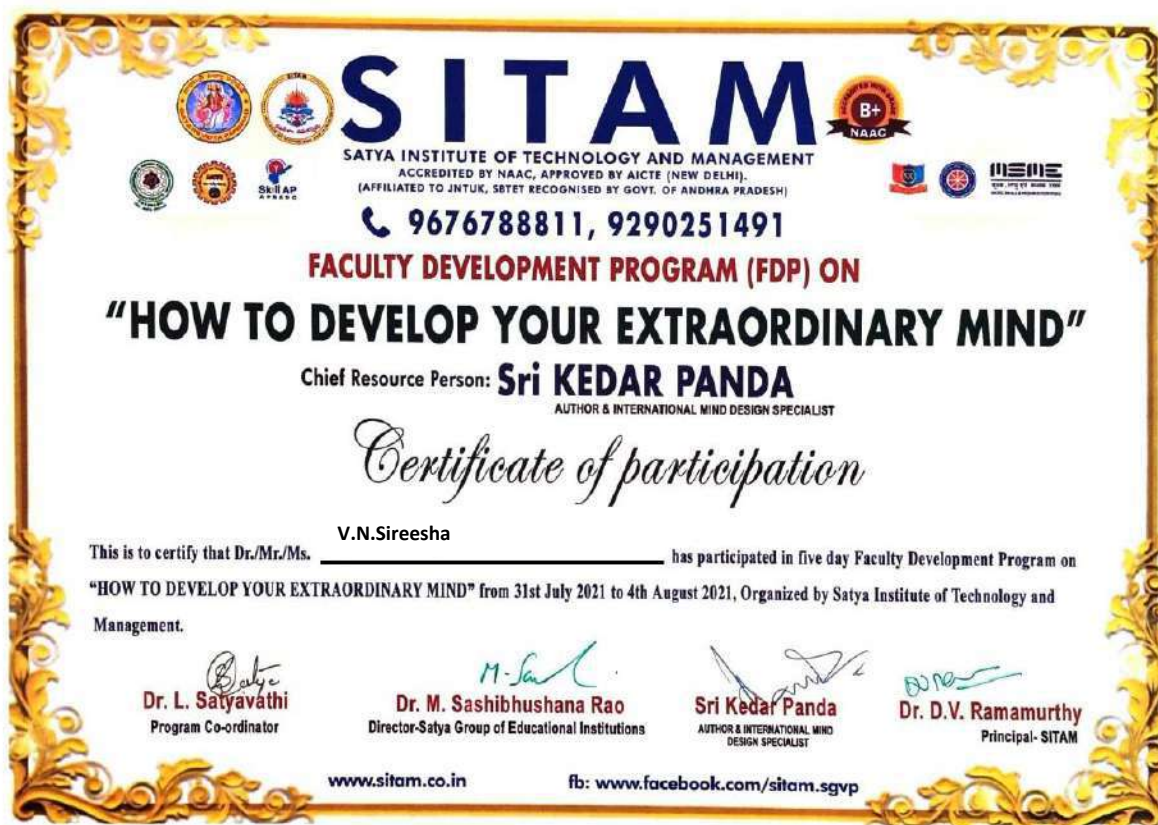 SITAM
SITAM
ACCREDITED WITH GRADE
B+
NAAC
SATYA INSTITUTE OF TECHNOLOGY AND MANAGEMENT
ACCREDITED BY NAAC, APPROVED BY AICTE (NEW DELHI).
(AFFILIATED TO JNTUK, SBTET RECOGNISED BY GOVT. OF ANDHRA PRADESH)
Skill AP
APSSDC
MSME
9676788811, 9290251491
FACULTY DEVELOPMENT PROGRAM (FDP) ON
"HOW TO DEVELOP YOUR EXTRAORDINARY MIND"
Chief Resource Person: Sri KEDAR PANDA
AUTHOR & INTERNATIONAL MIND DESIGN SPECIALIST
Certificate of participation
V.N.Sireesha
This is to certify that Dr./Mr./Ms. has participated in five day Faculty Development Program on
"HOW TO DEVELOP YOUR EXTRAORDINARY MIND" from 31st July 2021 to 4th August 2021, Organized by Satya Institute of Technology and
Management.
Dr. L. Satyavathi
Program Co-ordinator
Dr. M. Sashibhushana Rao
Director-Satya Group of Educational Institutions
Sri Kedar Panda
AUTHOR & INTERNATIONAL MIND
DESIGN SPECIALIST
Dr. D.V. Ramamurthy
Principal- SITAM
www.sitam.co.in fb: www.facebook.com/sitam.sgvp